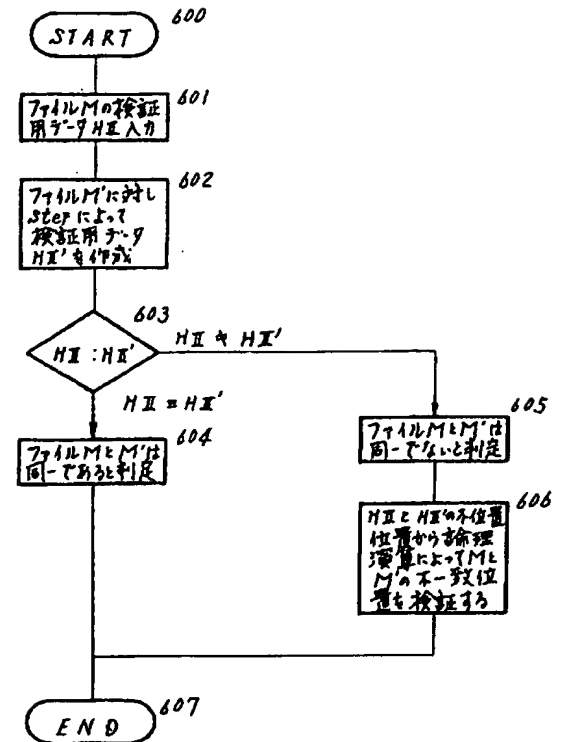 600
START
601
ファイルMの検証
用データHⅡ入力
602
ファイルM'に対し
stepによって
検証用データ
HⅡ'を作成
603
HⅡ:HⅡ'
HⅡ≠HⅡ'
HⅡ=HⅡ'
604
ファイルMとM'は
同一であると判定
605
ファイルMとM'は
同一でないと判定
606
HⅡとHⅡ'の不位置
位置から論理
演算によってMと
M'の不一致位
置を検証する
END
607